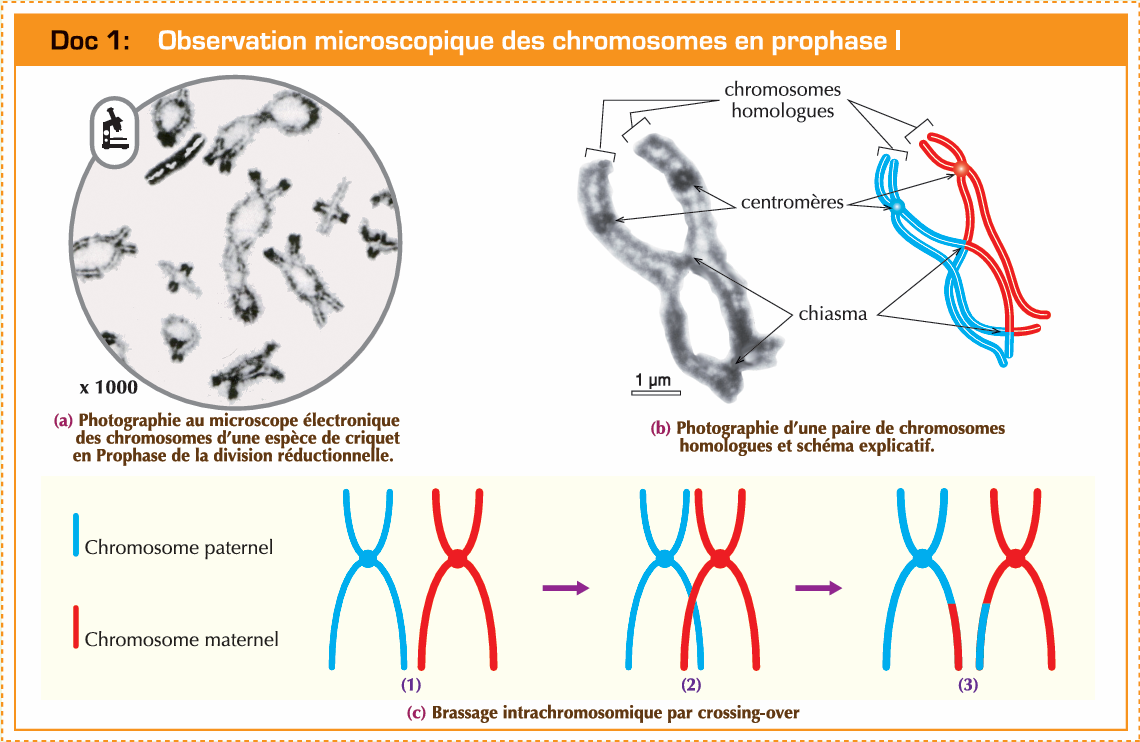 Doc 1: Observation microscopique des chromosomes en prophase I
x 1000
(a) Photographie au microscope électronique
des chromosomes d'une espèce de criquet
en Prophase de la division réductionnelle.
chromosomes
homologues
centromères
chiasma
1 µm
(b) Photographie d'une paire de chromosomes
homologues et schéma explicatif.
Chromosome paternel
Chromosome maternel
(1)
(2)
(3)
(c) Brassage intrachromosomique par crossing-over